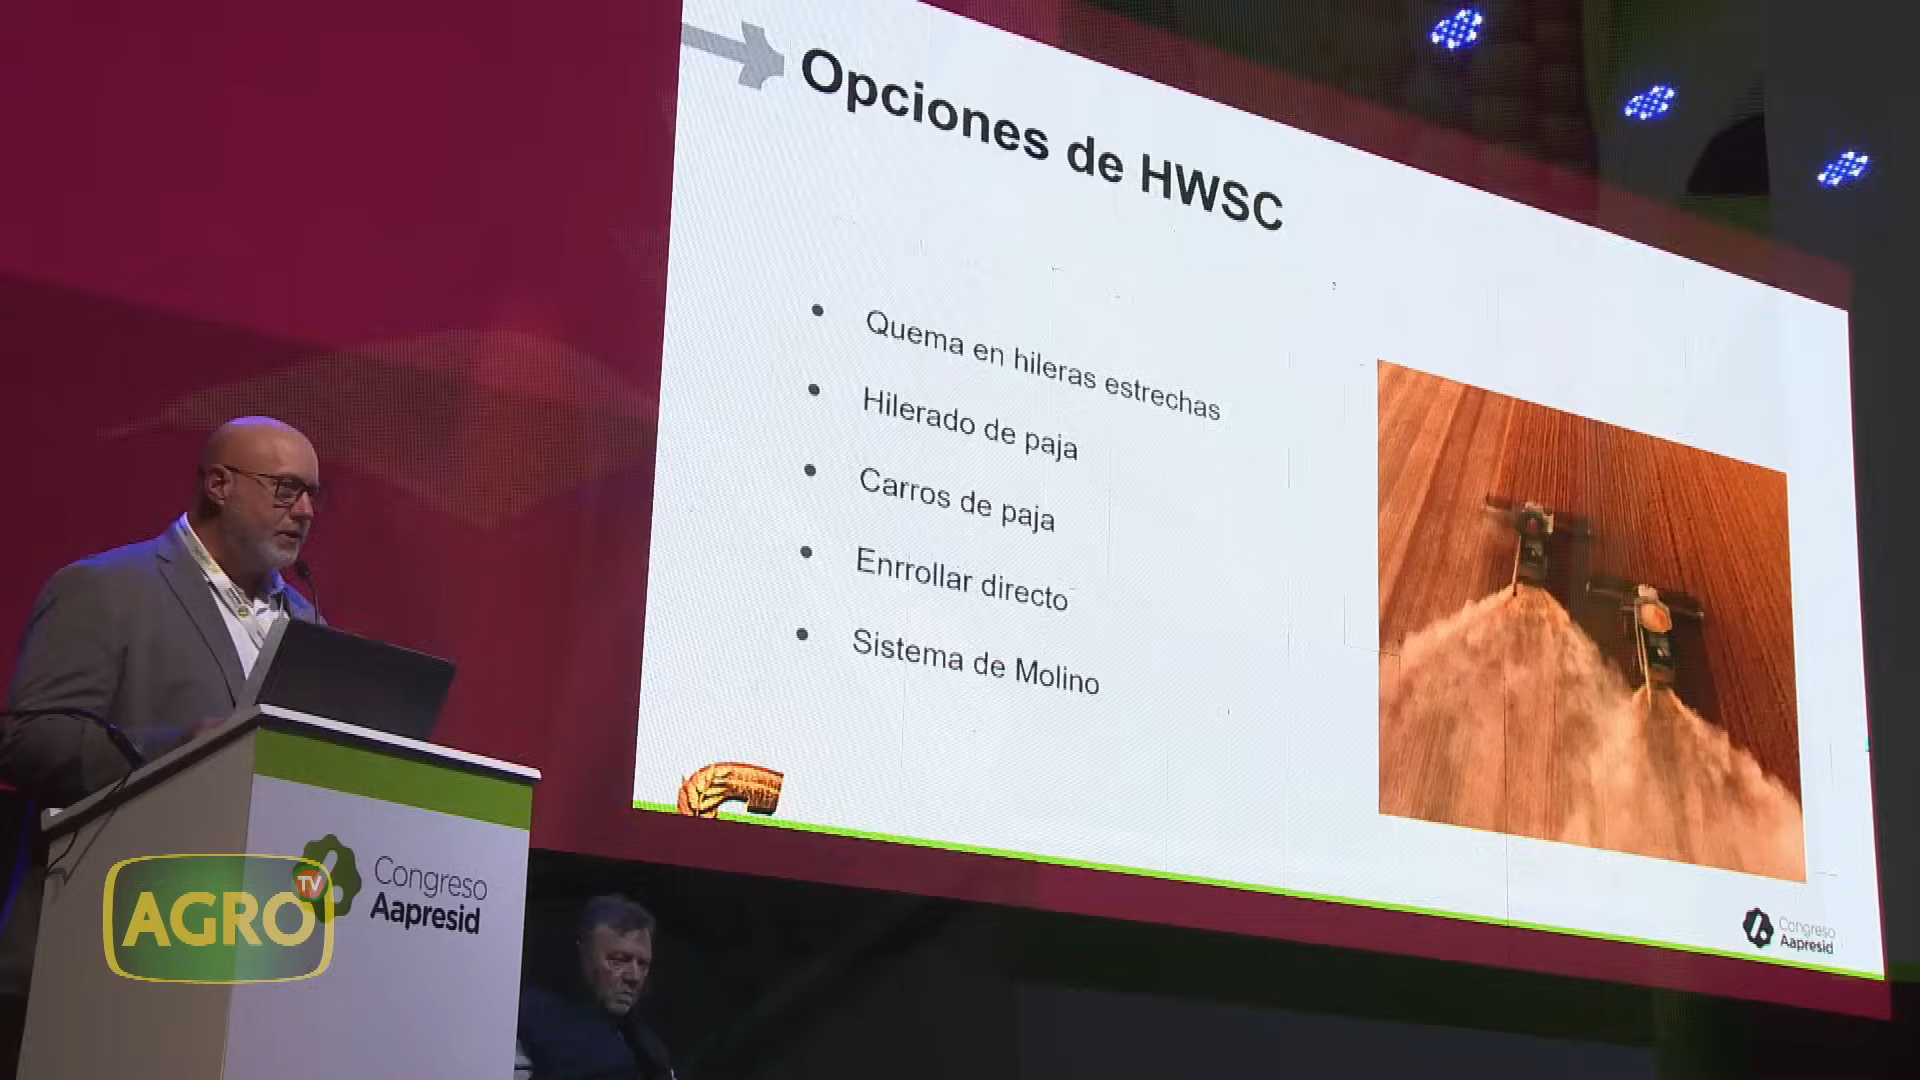 Opciones de HWSC
Quema en hileras estrechas
Hilerado de paja
Carros de paja
Enrrollar directo
Sistema de Molino
Congreso
Aapresid
Congreso
Aapresid
AGRO
TV